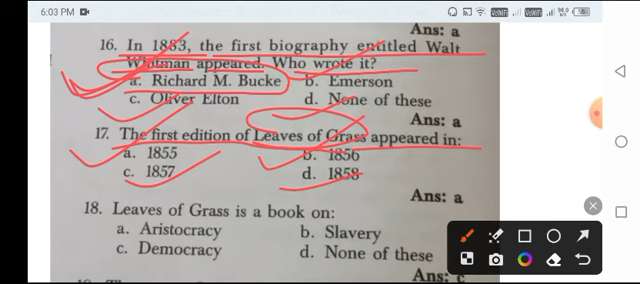 6:03 PM
Ans: a
16. In 1883, the first biography entitled Walt
Whitman appeared. Who wrote it?
a. Richard M. Bucke b. Emerson
c. Oliver Elton d. None of these
Ans: a
17. The first edition of Leaves of Grass appeared in:
a. 1855 b. 1856
c. 1857 d. 1858
Ans: a
18. Leaves of Grass is a book on:
a. Aristocracy b. Slavery
c. Democracy d. None of these
Ans: c